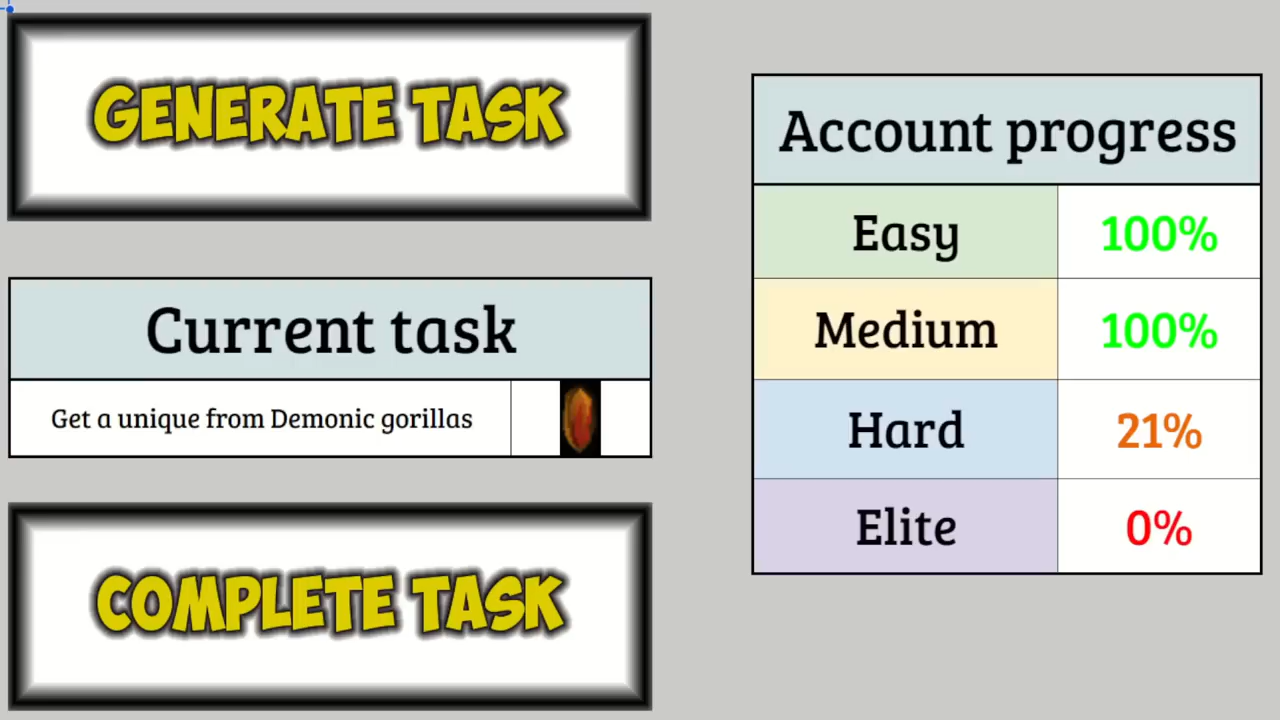 GENERATE TASK
Current task
Get a unique from Demonic gorillas
COMPLETE TASK
Account progress
Easy 100%
Medium 100%
Hard 21%
Elite 0%